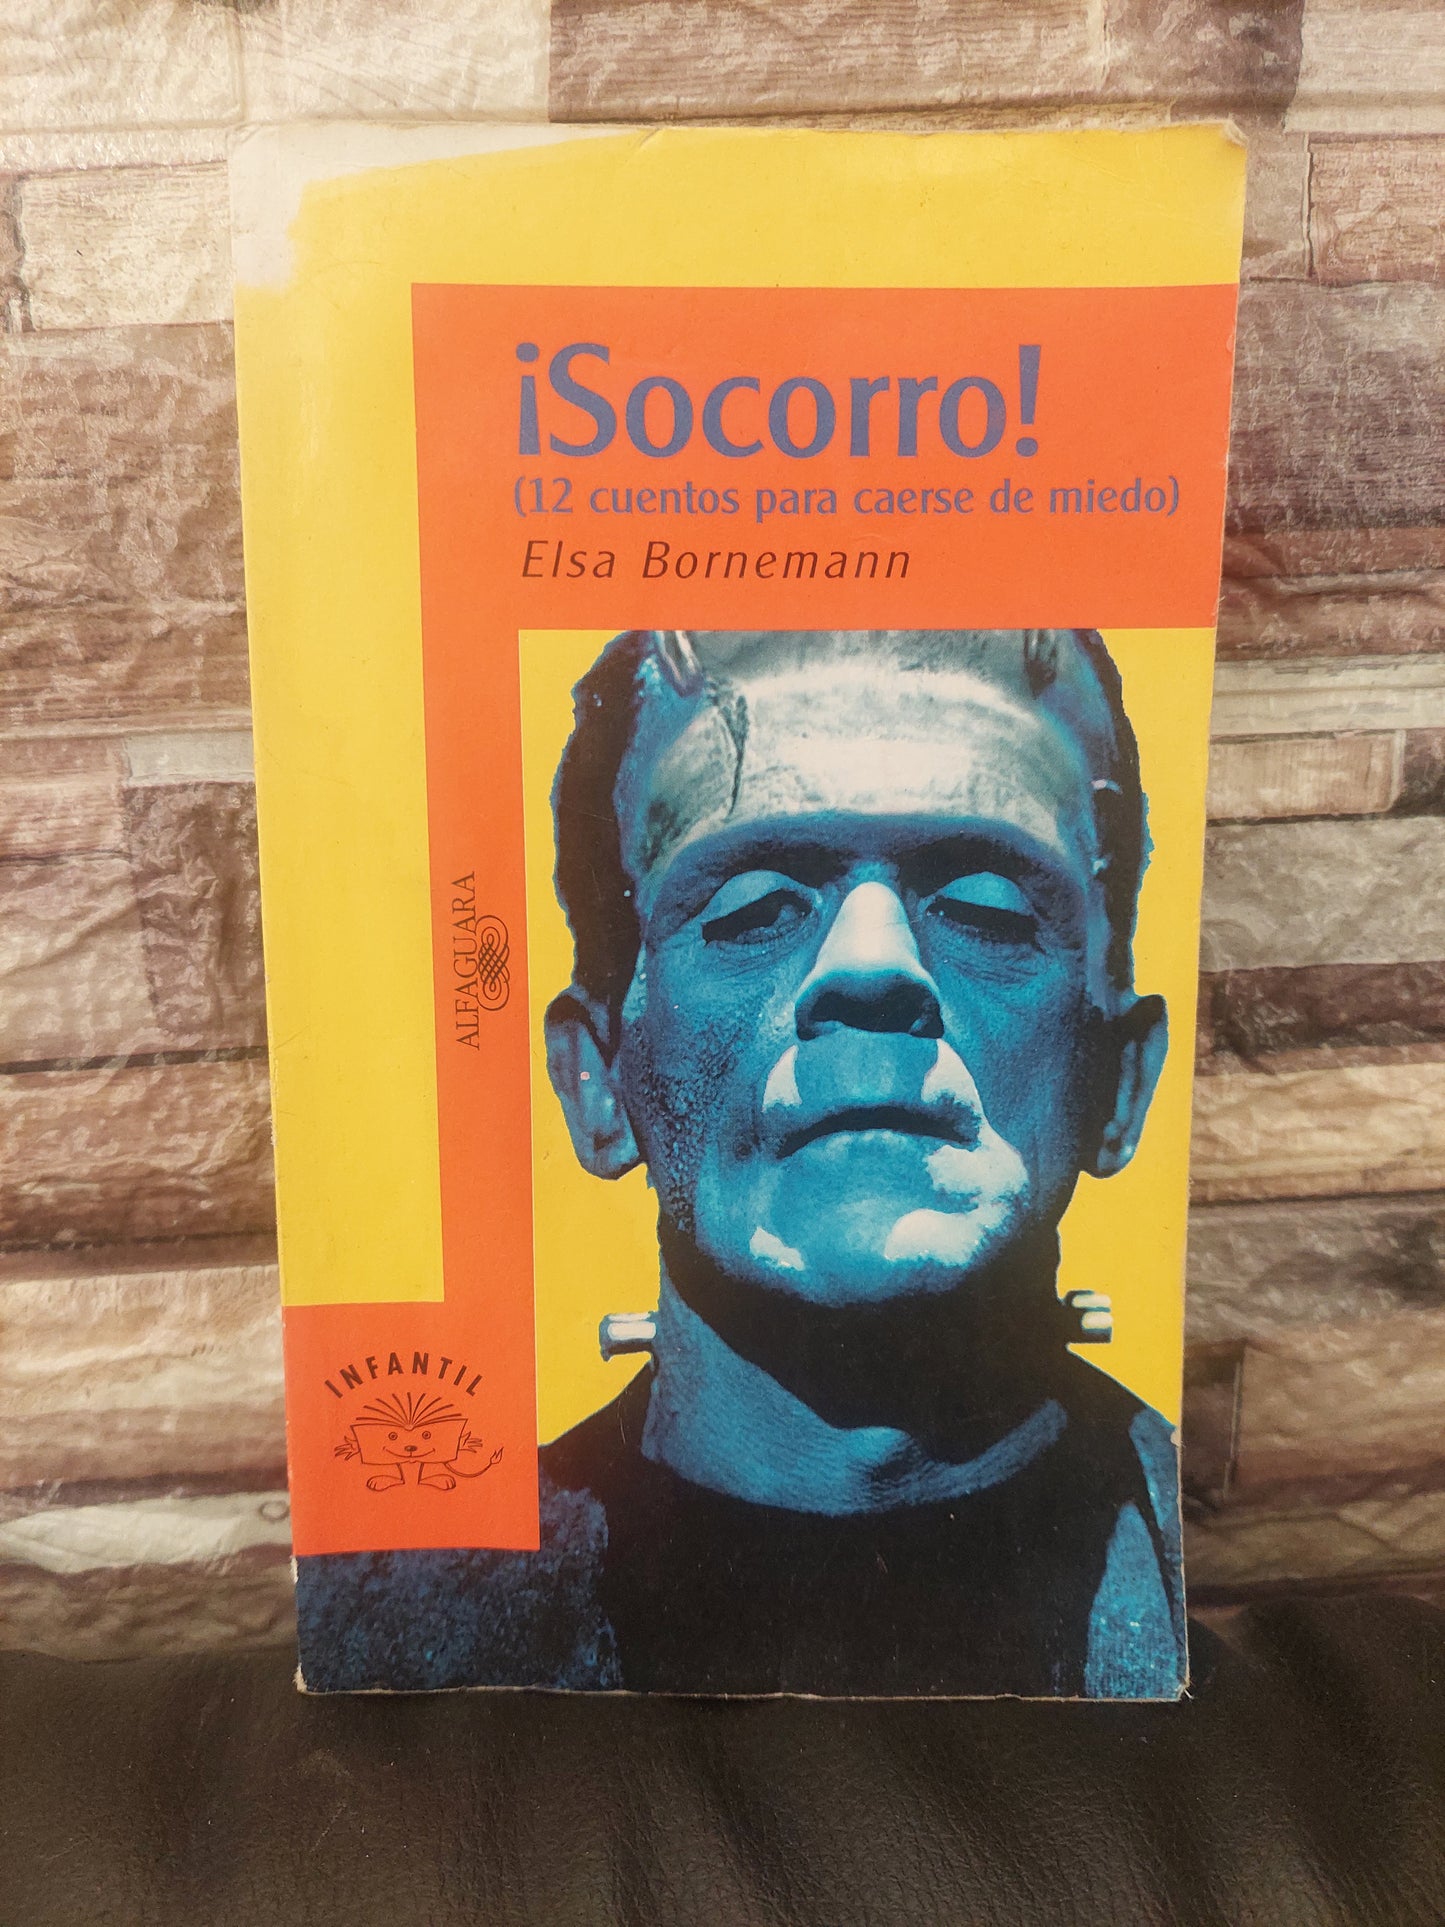 ¡Socorro!
(12 cuentos para caerse de miedo)
Elsa Bornemann
ALFAGUARA
INFANTIL